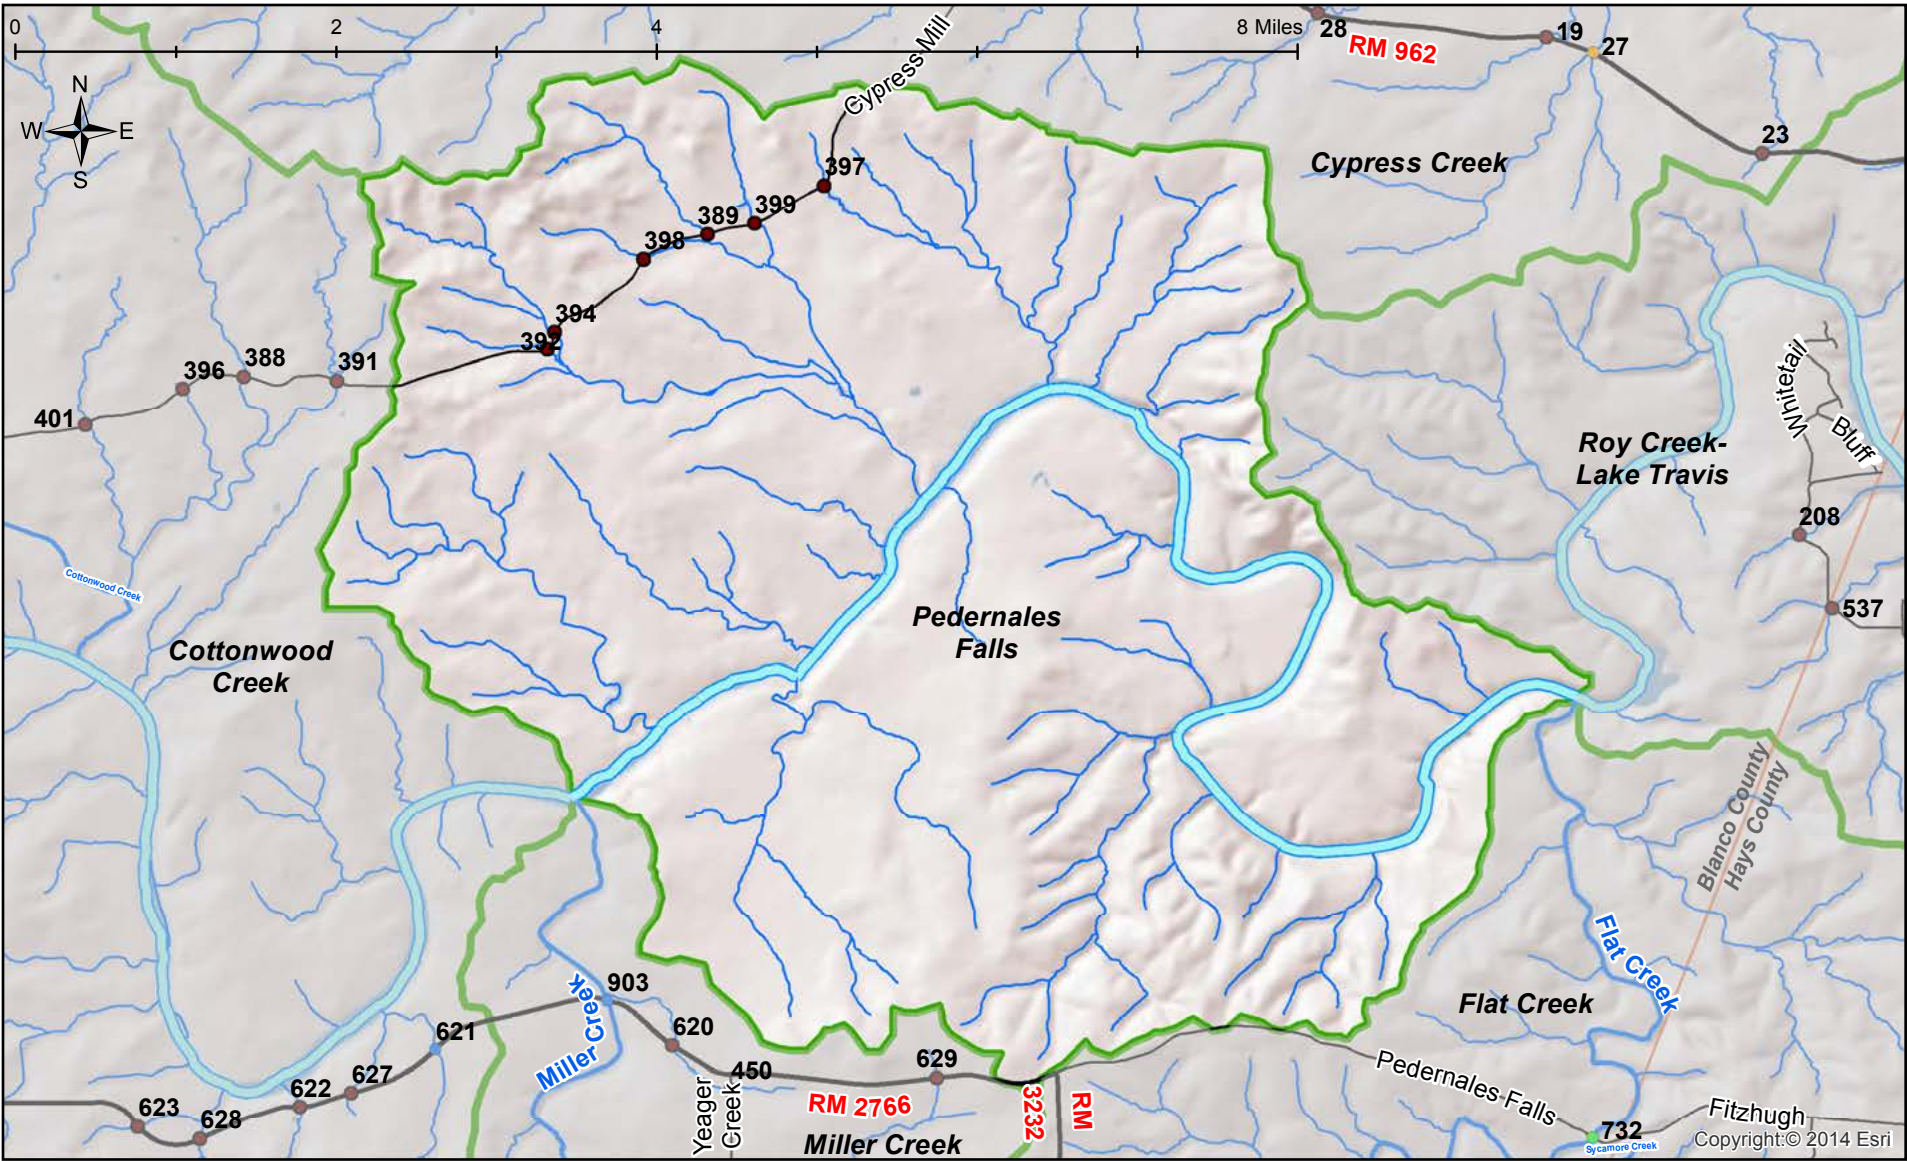 0
2
4
8 Miles
28
19
27
RM 962
Cypress Mill
N
W
E
S
23
Cypress Creek
397
399
389
398
394
392
391
388
396
401
Whitetail
Bluff
Roy Creek-
Lake Travis
208
537
Cottonwood Creek
Pedernales
Falls
Cottonwood
Creek
Blanco County
Hays County
Flat Creek
Flat Creek
903
Miller Creek
621
620
450
629
627
622
623
628
Yeager
Creek
RM 2766
3232
RM
Miller Creek
Pedernales Falls
Fitzhugh
732
Sycamore Creek
Copyright:© 2014 Esri